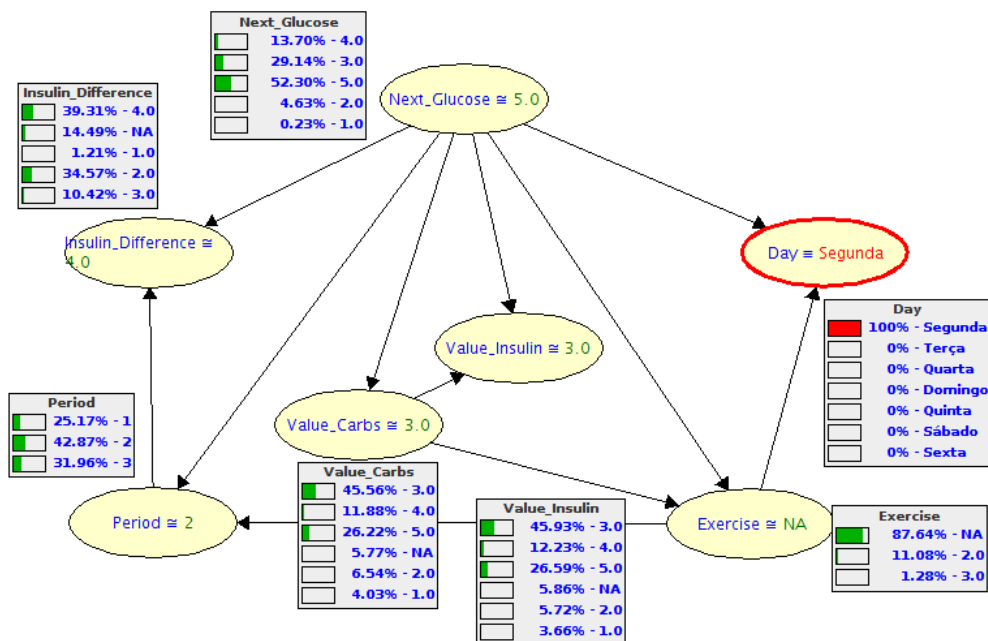 Next_Glucose
13.70% - 4.0
29.14% - 3.0
52.30% - 5.0
4.63% - 2.0
0.23% - 1.0
Insulin_Difference
39.31% - 4.0
14.49% - NA
1.21% - 1.0
34.57% - 2.0
10.42% - 3.0
Next_Glucose ≅ 5.0
Insulin_Difference ≅
4.0
Day ≅ Segunda
Day
100% - Segunda
0% - Terça
0% - Quarta
0% - Domingo
0% - Quinta
0% - Sábado
0% - Sexta
Value_Insulin ≅ 3.0
Value_Carbs ≅ 3.0
Period
25.17% - 1
42.87% - 2
31.96% - 3
Period ≅ 2
Value_Carbs
45.56% - 3.0
11.88% - 4.0
26.22% - 5.0
5.77% - NA
6.54% - 2.0
4.03% - 1.0
Value_Insulin
45.93% - 3.0
12.23% - 4.0
26.59% - 5.0
5.86% - NA
5.72% - 2.0
3.66% - 1.0
Exercise ≅ NA
Exercise
87.64% - NA
11.08% - 2.0
1.28% - 3.0